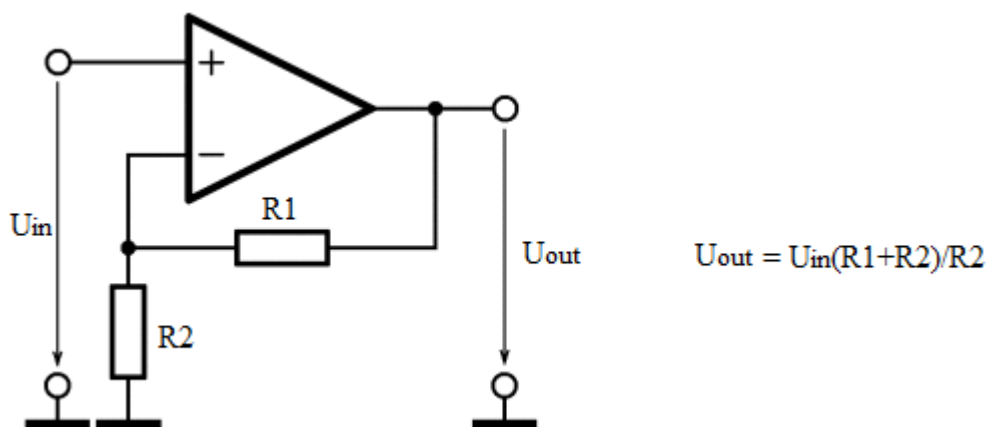 +
−
R1
Uin
Uout
Uout = Uin(R1+R2)/R2
R2